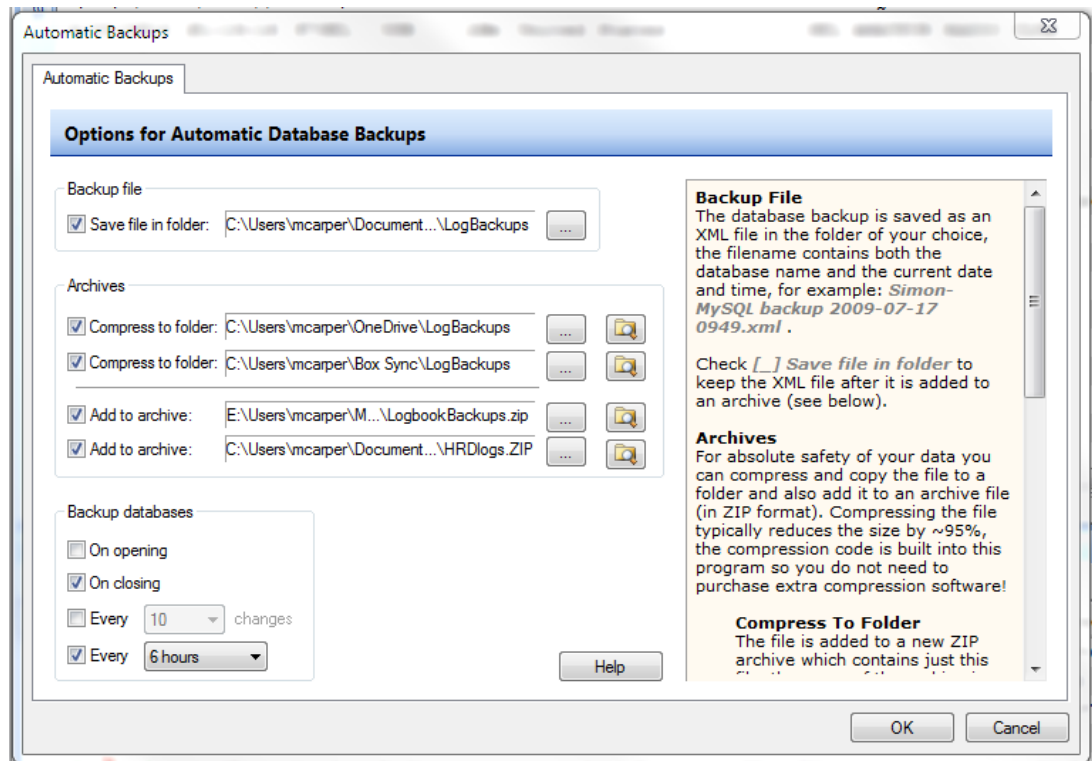 Automatic Backups
Automatic Backups
Options for Automatic Database Backups
Backup file
Save file in folder: C:\Users\mcarper\Document...\LogBackups ...
Archives
Compress to folder: C:\Users\mcarper\OneDrive\LogBackups ...
Compress to folder: C:\Users\mcarper\Box Sync\LogBackups ...
Add to archive: E:\Users\mcarper\M...\LogbookBackups.zip ...
Add to archive: C:\Users\mcarper\Document...\HRDlogs.ZIP ...
Backup databases
On opening
On closing
Every 10 changes
Every 6 hours
Help
Backup File
The database backup is saved as an
XML file in the folder of your choice,
the filename contains both the
database name and the current date
and time, for example: Simon-
MySQL backup 2009-07-17
0949.xml .
Check [_] Save file in folder to
keep the XML file after it is added to
an archive (see below).
Archives
For absolute safety of your data you
can compress and copy the file to a
folder and also add it to an archive file
(in ZIP format). Compressing the file
typically reduces the size by ~95%,
the compression code is built into this
program so you do not need to
purchase extra compression software!
Compress To Folder
The file is added to a new ZIP
archive which contains just this
OK Cancel